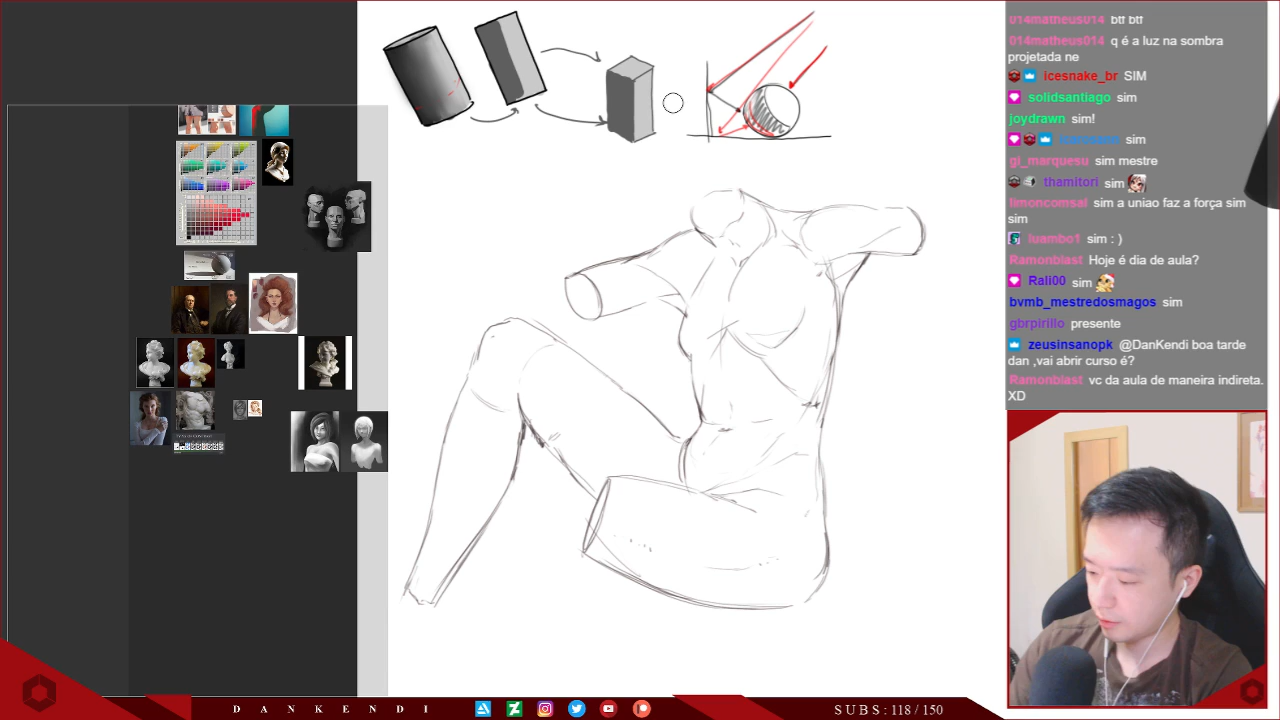 014matheus014 btf btf
014matheus014 q é a luz na sombra
projetada ne
icesnake_br SIM
solidsantiago sim
joydrawn sim!
sim
gi_marquesu sim mestre
thamitori sim
limoncomsal sim a uniao faz a força sim
sim
luambo1 sim : )
Ramonblast Hoje é dia de aula?
Rali00 sim
bvmb_mestredosmagos sim
gbrpirillo presente
zeusinsanopk @DanKendi boa tarde
dan ,vai abrir curso é?
Ramonblast vc da aula de maneira indireta.
XD
DANKENDI
SUBS: 118 / 150